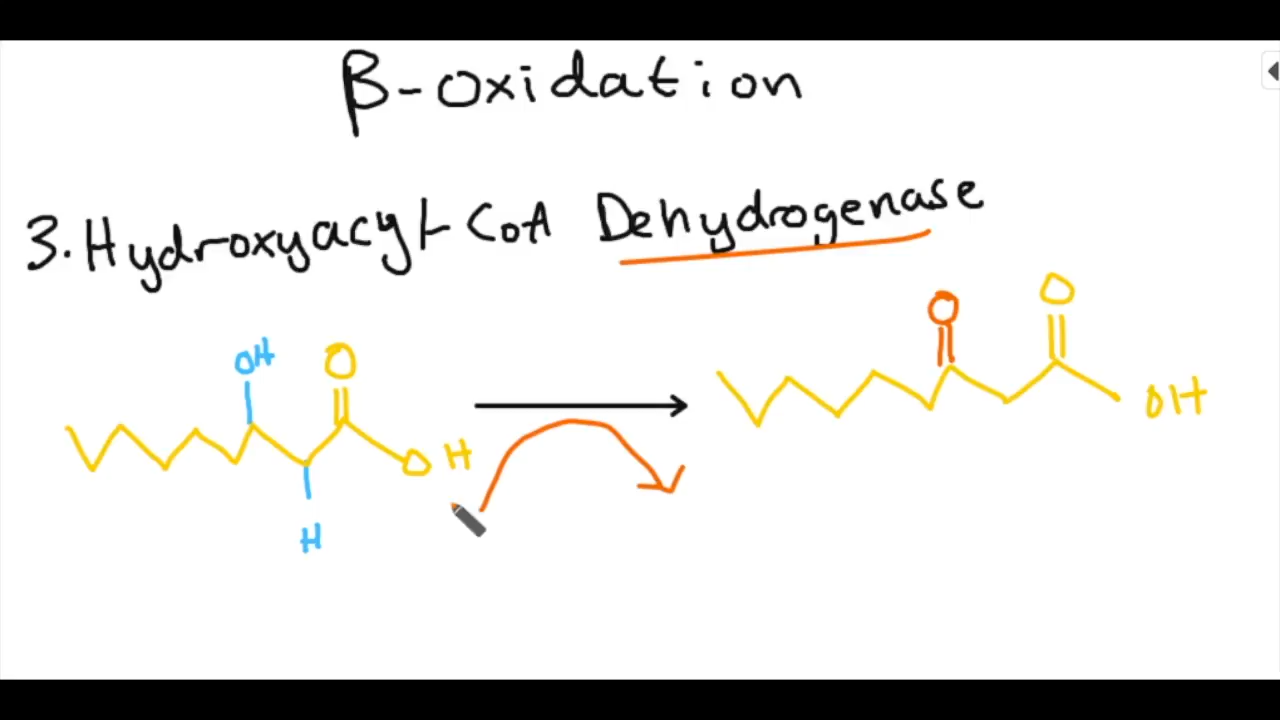 β-oxidation
3. Hydroxyacyl-CoA Dehydrogenase
OH O
O H
H
O O
OH